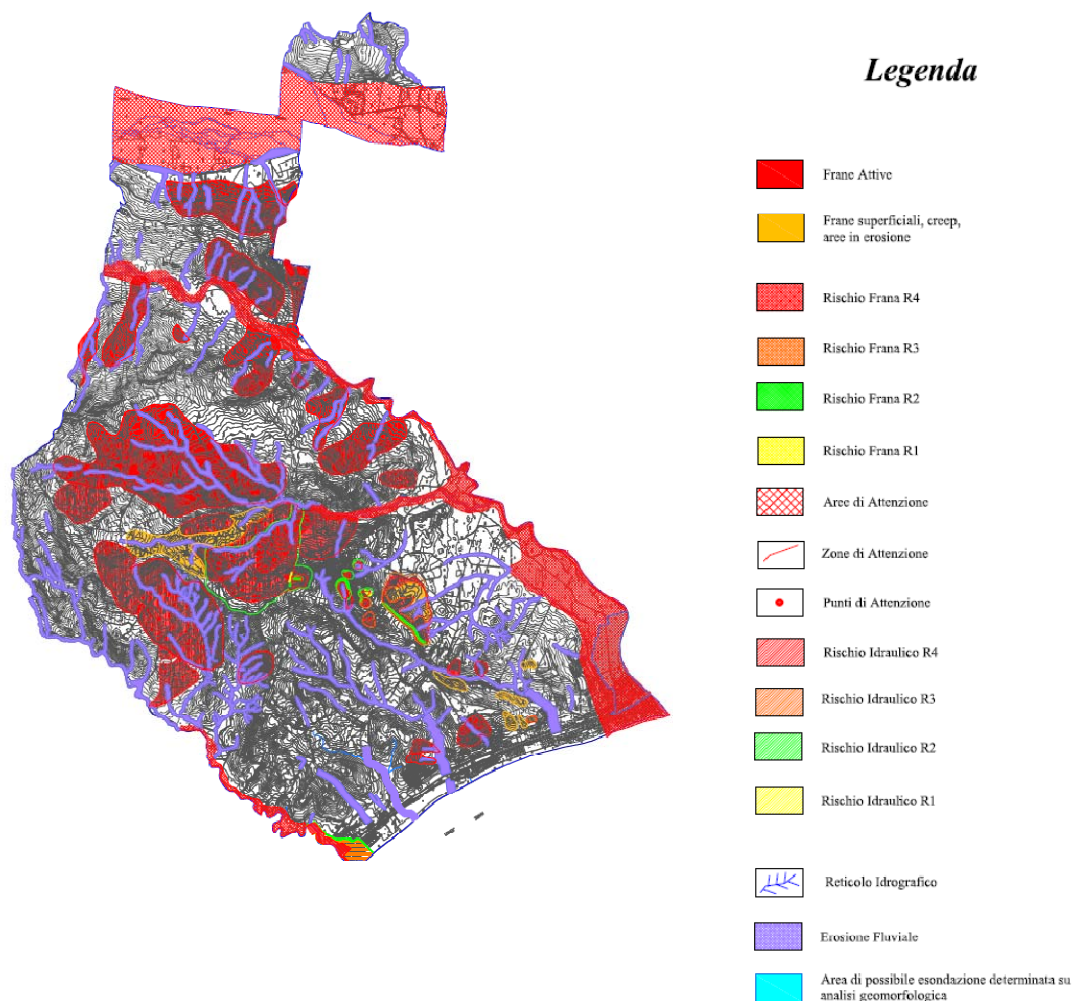 Legenda
Frane Attive
Frane superficiali, creep,
aree in erosione
Rischio Frana R4
Rischio Frana R3
Rischio Frana R2
Rischio Frana R1
Aree di Attenzione
Zone di Attenzione
Punti di Attenzione
Rischio Idraulico R4
Rischio Idraulico R3
Rischio Idraulico R2
Rischio Idraulico R1
Reticolo Idrografico
Erosione Fluviale
Area di possibile esondazione determinata su
analisi geomorfologica